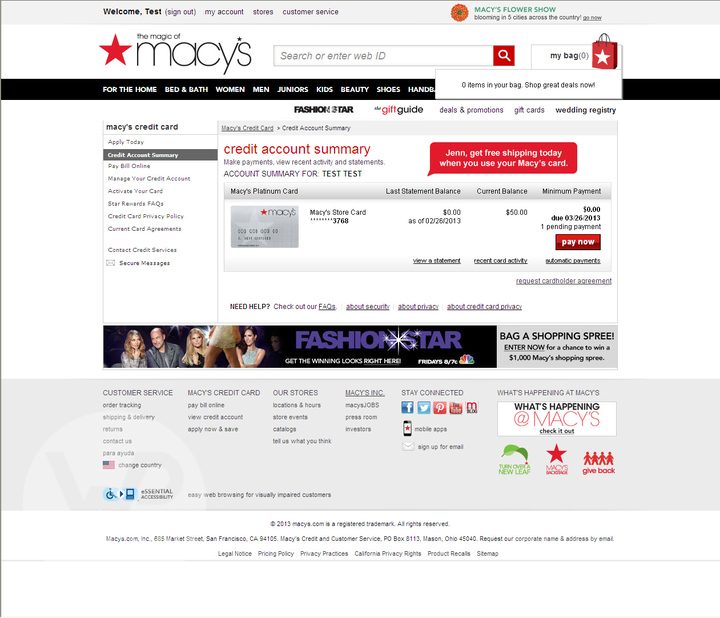 Welcome, Test (sign out) my account stores customer service
MACY'S FLOWER SHOW
blooming in 5 cities across the country! go now
the magic of
macy's
Search or enter web ID
my bag(0)
0 items in your bag. Shop great deals now!
FOR THE HOME BED & BATH WOMEN MEN JUNIORS KIDS BEAUTY SHOES HANDB
FASHION STAR the giftguide deals & promotions gift cards wedding registry
macy's credit card
Apply Today
Credit Account Summary
Pay Bill Online
Manage Your Credit Account
Activate Your Card
Star Rewards FAQs
Credit Card Privacy Policy
Current Card Agreements
Contact Credit Services
Secure Messages
Macy's Credit Card > Credit Account Summary
credit account summary
Make payments, view recent activity and statements.
ACCOUNT SUMMARY FOR: TEST TEST
Jenn, get free shipping today
when you use your Macy's card.
Macy's Platinum Card Last Statement Balance Current Balance Minimum Payment
macy's
Macy's Store Card
********3768
$0.00
as of 02/26/2013
$50.00
$0.00
due 03/26/2013
1 pending payment
pay now
view a statement recent card activity automatic payments
request cardholder agreement
NEED HELP? Check out our FAQs. about security about privacy about credit card privacy
FASHION STAR
GET THE WINNING LOOKS RIGHT HERE! FRIDAYS 8/7c NBC
BAG A SHOPPING SPREE!
ENTER NOW for a chance to win a
$1,000 Macy's shopping spree.
CUSTOMER SERVICE
order tracking
shipping & delivery
returns
contact us
para ayuda
change country
MACY'S CREDIT CARD
pay bill online
view credit account
apply now & save
OUR STORES
locations & hours
store events
catalogs
tell us what you think
MACY'S INC.
macysJOBS
press room
investors
STAY CONNECTED
mobile apps
sign up for email
WHAT'S HAPPENING AT MACY'S
WHAT'S HAPPENING
@MACY'S
check it out
TURN OVER A
NEW LEAF
MACY'S
BACKSTAGE
give back
eSSENTIAL
ACCESSIBILITY
easy web browsing for visually impaired customers
© 2013 macys.com is a registered trademark. All rights reserved.
Macys.com, Inc., 685 Market Street, San Francisco, CA 94105. Macy's Credit and Customer Service, PO Box 8113, Mason, Ohio 45040. Request our corporate name & address by email.
Legal Notice Pricing Policy Privacy Practices California Privacy Rights Product Recalls Sitemap